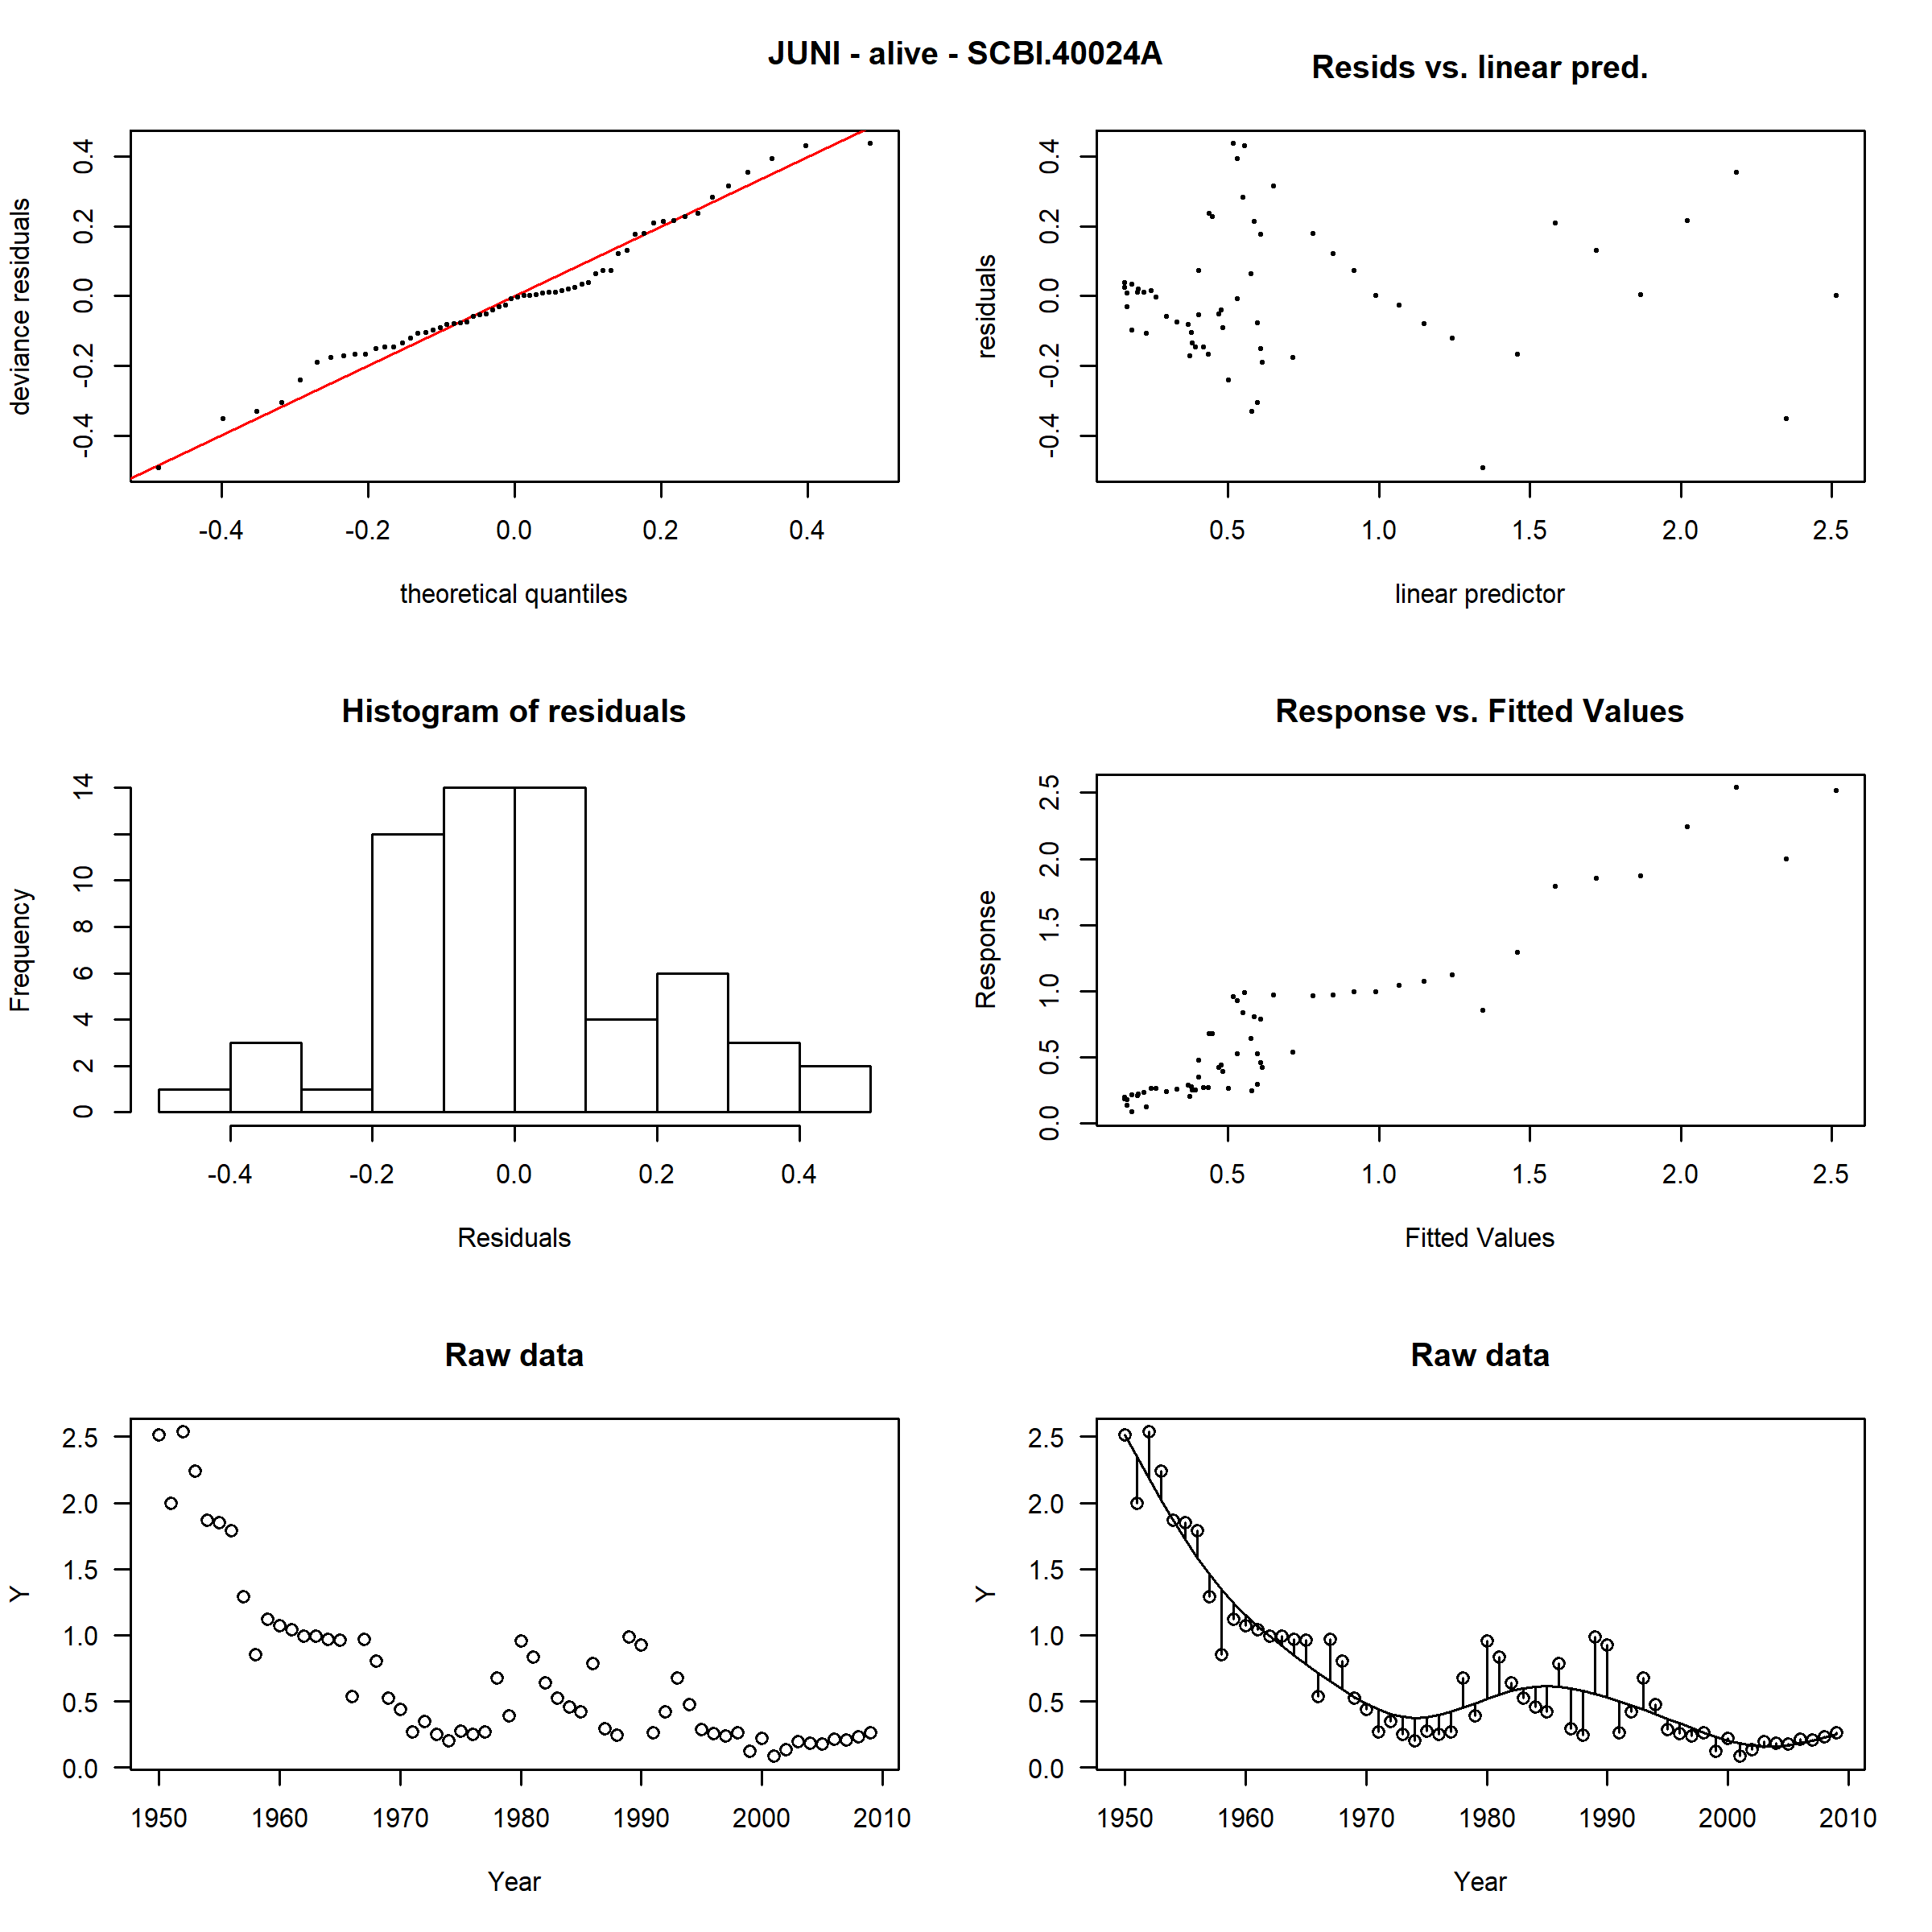 JUNI - alive - SCBI.40024A
Resids vs. linear pred.
deviance residuals
0.4
0.2
0.0
-0.2
-0.4
-0.4 -0.2 0.0 0.2 0.4
theoretical quantiles
residuals
0.4
0.2
0.0
-0.2
-0.4
0.5 1.0 1.5 2.0 2.5
linear predictor
Histogram of residuals
Frequency
14
10
8
6
4
2
0
-0.4 -0.2 0.0 0.2 0.4
Residuals
Response vs. Fitted Values
Response
2.5
2.0
1.5
1.0
0.5
0.0
0.5 1.0 1.5 2.0 2.5
Fitted Values
Raw data
Y
2.5
2.0
1.5
1.0
0.5
0.0
1950 1960 1970 1980 1990 2000 2010
Year
Raw data
Y
2.5
2.0
1.5
1.0
0.5
0.0
1950 1960 1970 1980 1990 2000 2010
Year